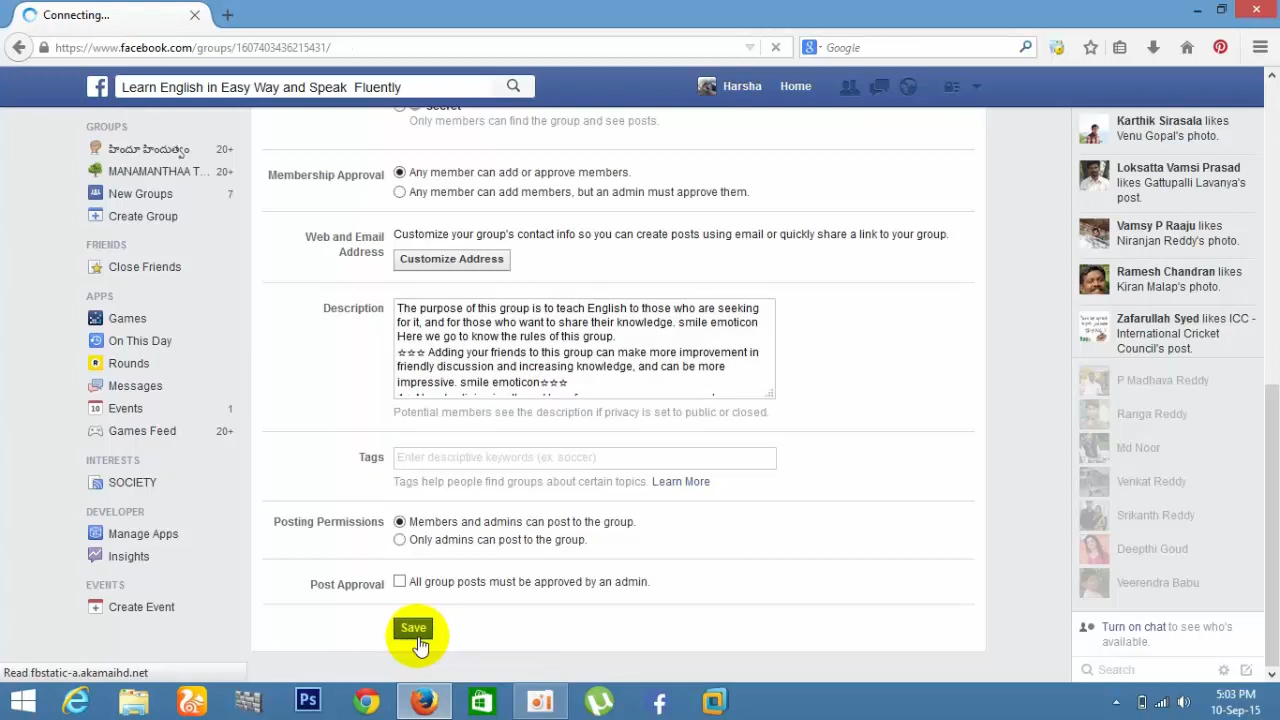 Connecting...
https://www.facebook.com/groups/1607403436215431/
Google
Learn English in Easy Way and Speak Fluently
Harsha
Home
GROUPS
హిందూ హిందుత్వం 20+
MANAMANTHAA T... 20+
New Groups 7
Create Group
FRIENDS
Close Friends
APPS
Games
On This Day
Rounds
Messages
Events 1
Games Feed 20+
INTERESTS
SOCIETY
DEVELOPER
Manage Apps
Insights
EVENTS
Create Event
Read fbstatic-a.akamaihd.net
Secret
Only members can find the group and see posts.
Membership Approval
Any member can add or approve members.
Any member can add members, but an admin must approve them.
Web and Email
Address
Customize your group's contact info so you can create posts using email or quickly share a link to your group.
Customize Address
Description
The purpose of this group is to teach English to those who are seeking
for it, and for those who want to share their knowledge. smile emoticon
Here we go to know the rules of this group.
☆☆☆ Adding your friends to this group can make more improvement in
friendly discussion and increasing knowledge, and can be more
impressive. smile emoticon☆☆☆
Potential members see the description if privacy is set to public or closed.
Tags
Enter descriptive keywords (ex. soccer)
Tags help people find groups about certain topics. Learn More
Posting Permissions
Members and admins can post to the group.
Only admins can post to the group.
Post Approval
All group posts must be approved by an admin.
Save
Karthik Sirasala likes
Venu Gopal's photo.
Loksatta Vamsi Prasad
likes Gattupalli Lavanya's
post.
Vamsy P Raaju likes
Niranjan Reddy's photo.
Ramesh Chandran likes
Kiran Malap's photo.
Zafarullah Syed likes ICC -
International Cricket
Council's post.
P Madhava Reddy
Ranga Reddy
Md Noor
Venkat Reddy
Srikanth Reddy
Deepthi Goud
Veerendra Babu
Turn on chat to see who's
available.
Search
Ps
5:03 PM
10-Sep-15